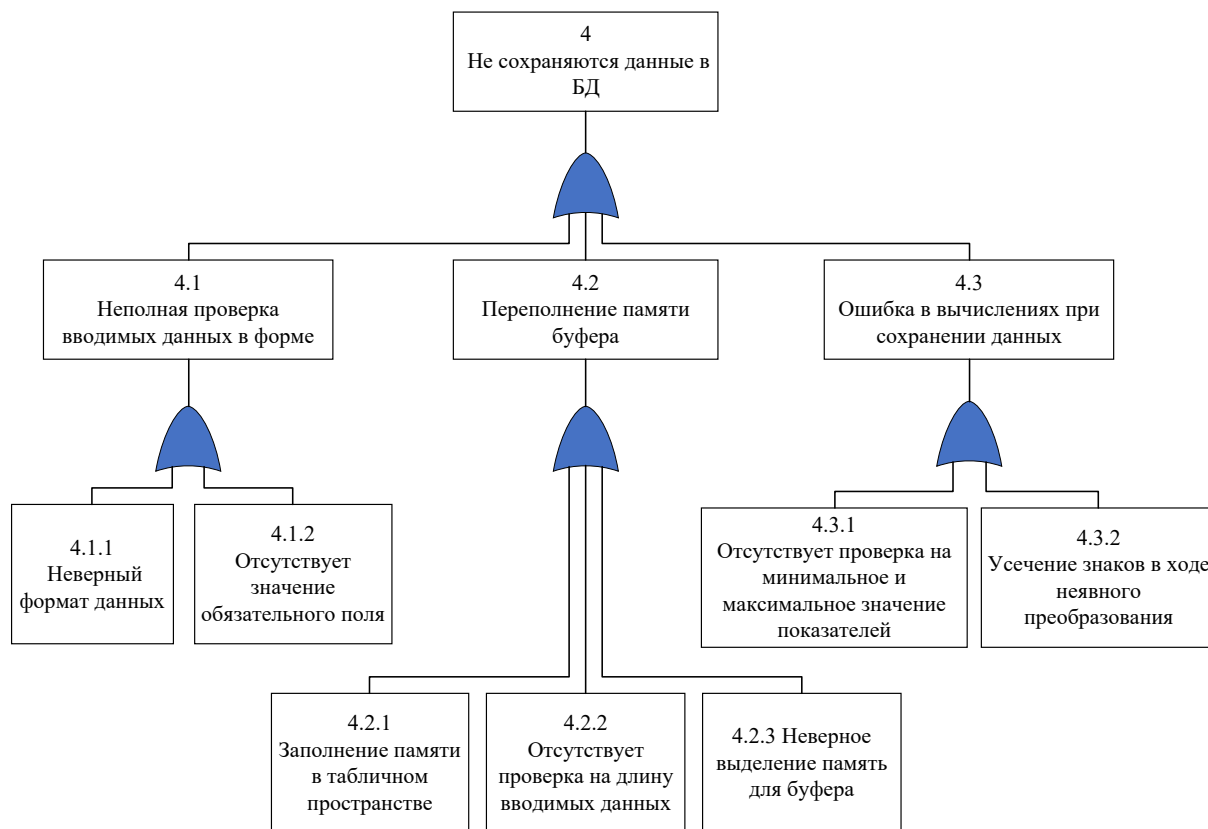 4
Не сохраняются данные в
БД
4.1
Неполная проверка
вводимых данных в форме
4.2
Переполнение памяти
буфера
4.3
Ошибка в вычислениях при
сохранении данных
4.1.1
Неверный
формат данных
4.1.2
Отсутствует
значение
обязательного поля
4.3.1
Отсутствует проверка на
минимальное и
максимальное значение
показателей
4.3.2
Усечение знаков в ходе
неявного
преобразования
4.2.1
Заполнение памяти
в табличном
пространстве
4.2.2
Отсутствует
проверка на длину
вводимых данных
4.2.3 Неверное
выделение память
для буфера